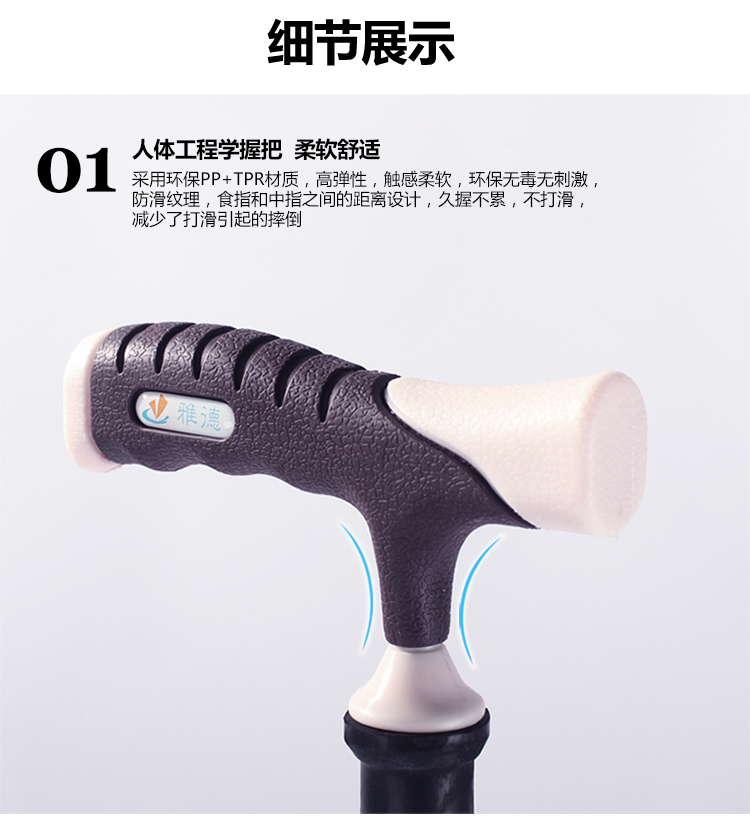 细节展示
01
人体工程学握把 柔软舒适
采用环保PP+TPR材质，高弹性，触感柔软，环保无毒无刺激，
防滑纹理，食指和中指之间的距离设计，久握不累，不打滑，
减少了打滑引起的摔倒
雅德